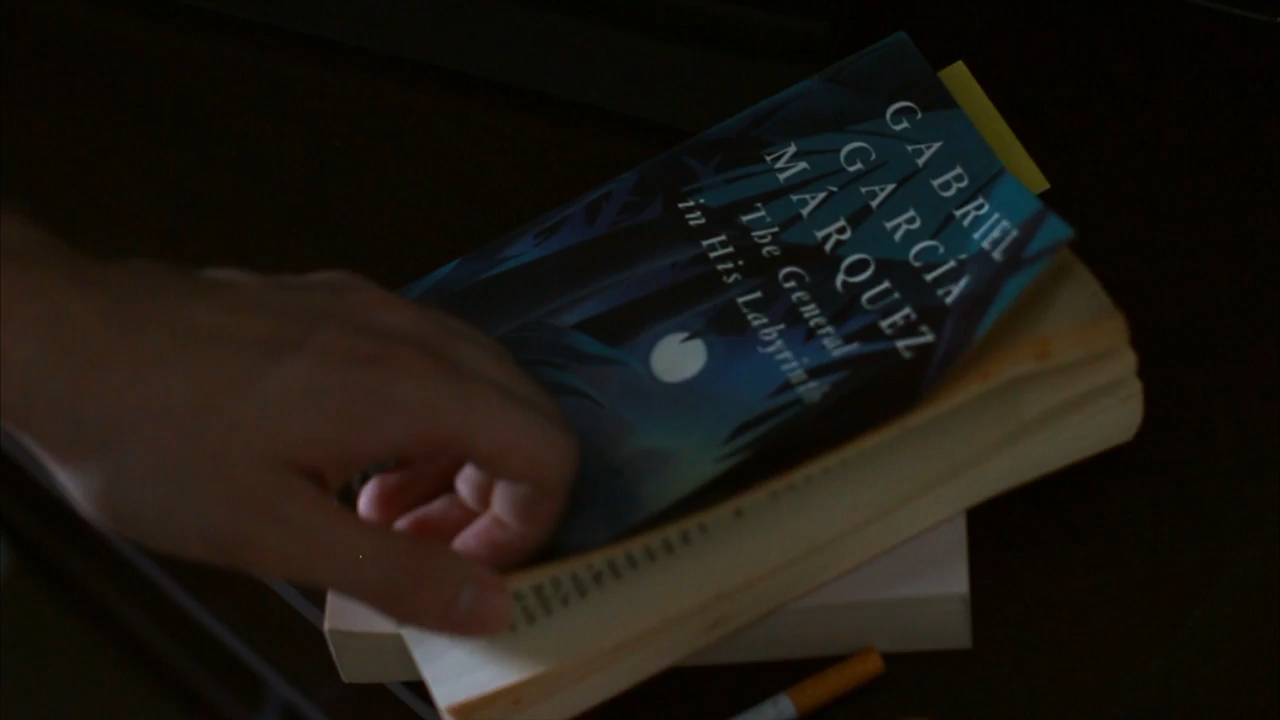 GABRIEL
GARCÍA
MÁRQUEZ
The General
in His Labyrinth